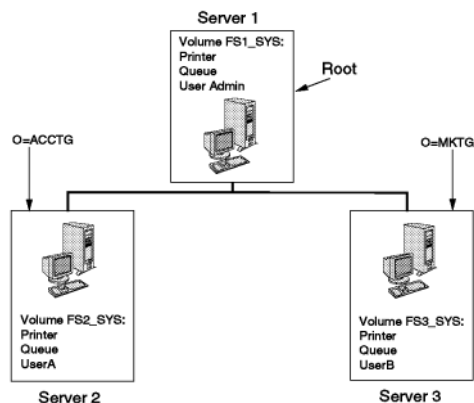 Server 1
Volume FS1_SYS:
Printer
Queue
User Admin
Root
O=ACCTG
O=MKTG
Volume FS2_SYS:
Printer
Queue
UserA
Volume FS3_SYS:
Printer
Queue
UserB
Server 2
Server 3